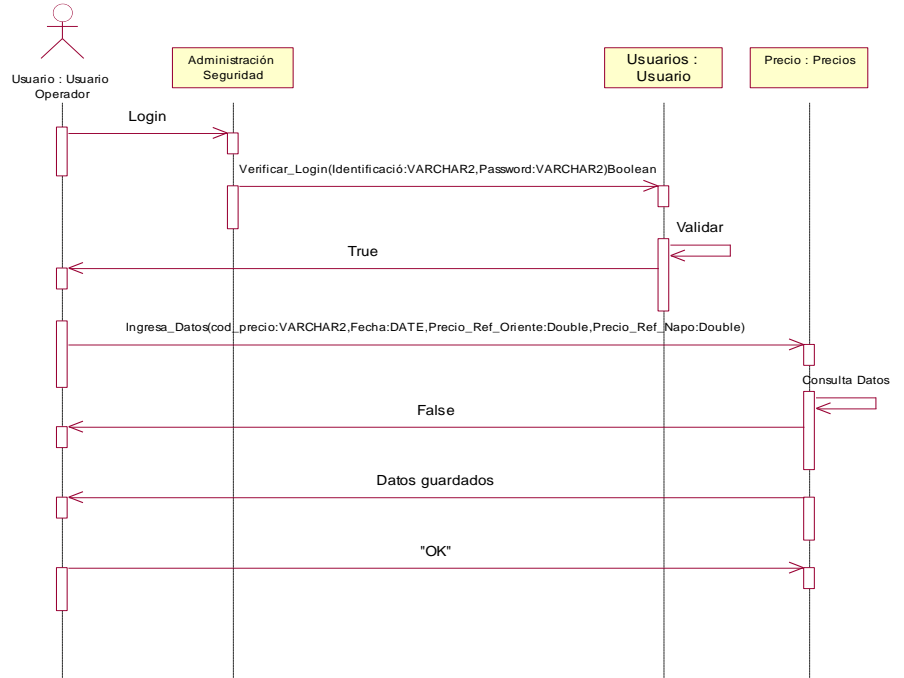 Usuario : Usuario
Operador
Administración
Seguridad
Usuarios :
Usuario
Precio : Precios
Login
Verificar_Login(Identificació:VARCHAR2,Password:VARCHAR2)Boolean
Validar
True
Ingresa_Datos(cod_precio:VARCHAR2,Fecha:DATE,Precio_Ref_Oriente:Double,Precio_Ref_Napo:Double)
Consulta Datos
False
Datos guardados
"OK"